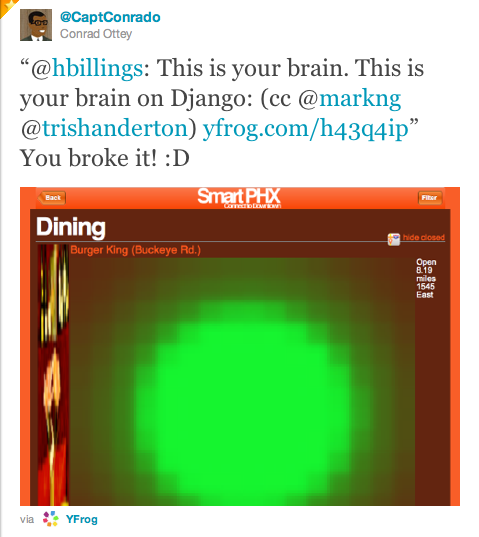 @CaptConrado
Conrad Ottey
“@hbillings: This is your brain. This is
your brain on Django: (cc @markng
@trishanderton) yfrog.com/h43q4ip”
You broke it! :D
Back
Smart PHX
Connect to Downtown
Filter
Dining
hide closed
Burger King (Buckeye Rd.)
Open
8.19
miles
1545
East
via YFrog